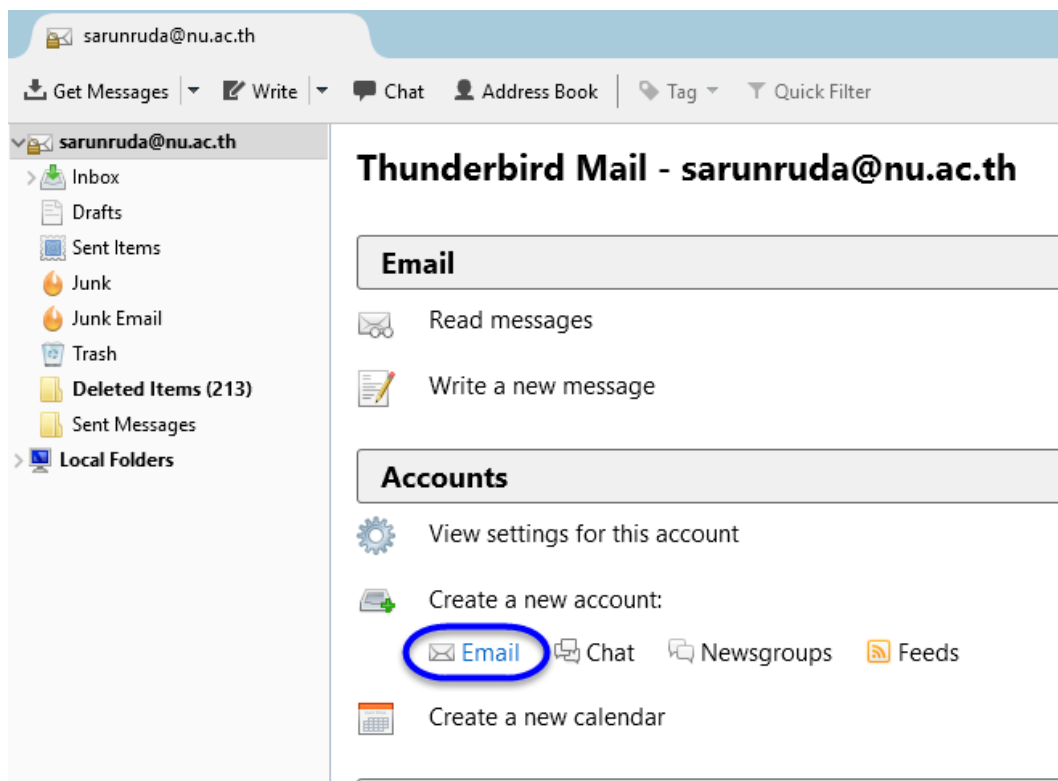 sarunruda@nu.ac.th
Get Messages Write Chat Address Book Tag Quick Filter
sarunruda@nu.ac.th
Inbox
Drafts
Sent Items
Junk
Junk Email
Trash
Deleted Items (213)
Sent Messages
Local Folders
Thunderbird Mail - sarunruda@nu.ac.th
Email
Read messages
Write a new message
Accounts
View settings for this account
Create a new account:
Email Chat Newsgroups Feeds
Create a new calendar